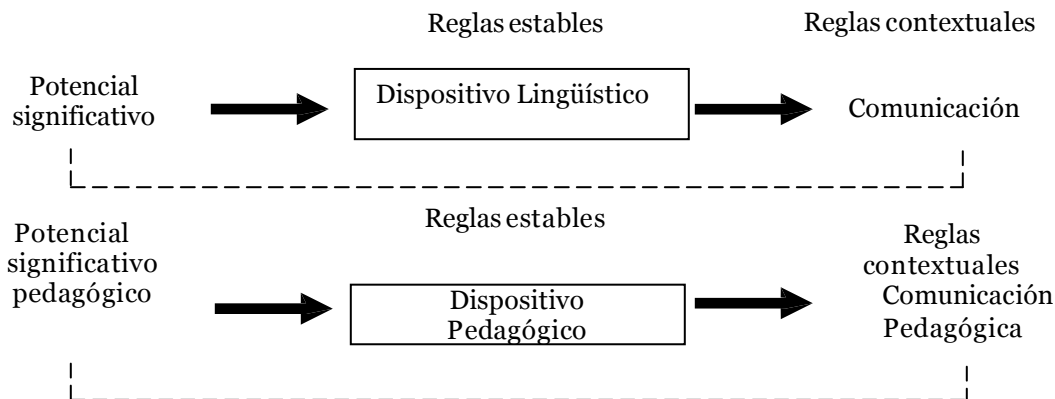 Reglas estables
Reglas contextuales
Potencial
significativo
Dispositivo Lingüístico
Comunicación
Reglas estables
Potencial
significativo
pedagógico
Dispositivo
Pedagógico
Reglas
contextuales
Comunicación
Pedagógica